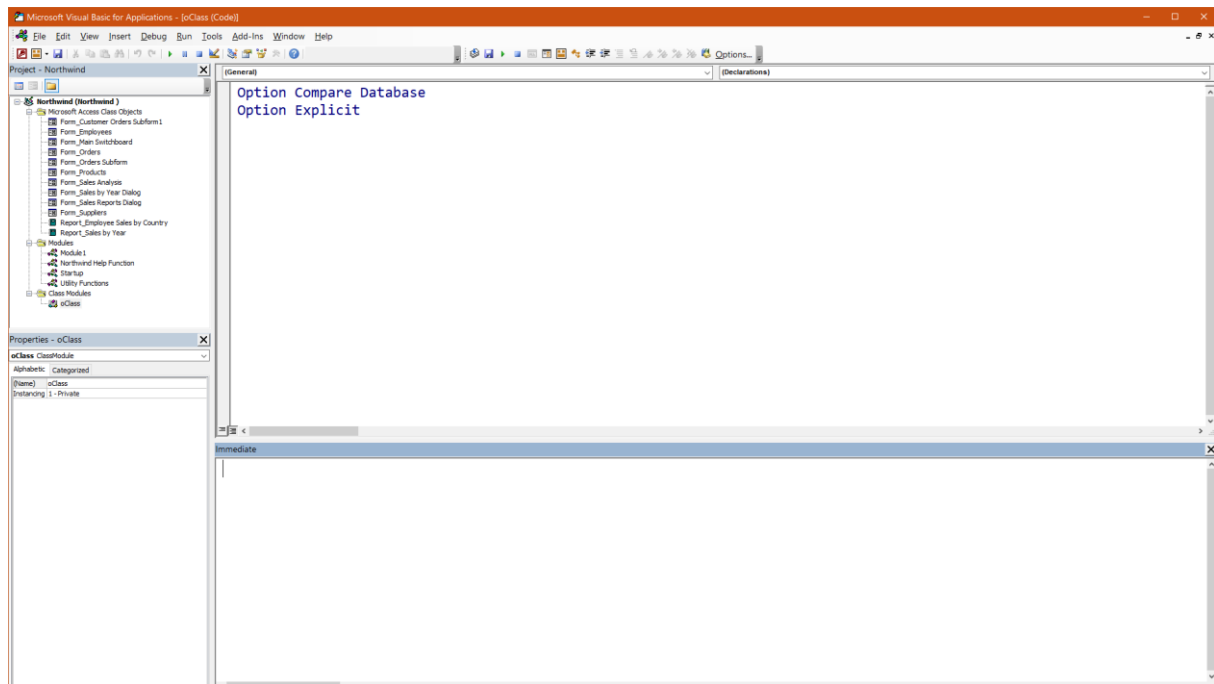 Microsoft Visual Basic for Applications - [oClass (Code)]
File Edit View Insert Debug Run Tools Add-Ins Window Help
Options...
Project - Northwind
Northwind (Northwind )
Microsoft Access Class Objects
Form_Customer Orders Subform1
Form_Employees
Form_Main Switchboard
Form_Orders
Form_Orders Subform
Form_Products
Form_Sales Analysis
Form_Sales by Year Dialog
Form_Sales Reports Dialog
Form_Suppliers
Report_Employee Sales by Country
Report_Sales by Year
Modules
Module1
Northwind Help Function
Startup
Utility Functions
Class Modules
oClass
Properties - oClass
oClass ClassModule
Alphabetic Categorized
(Name) oClass
Instancing 1 - Private
(General) (Declarations)
Option Compare Database
Option Explicit
Immediate